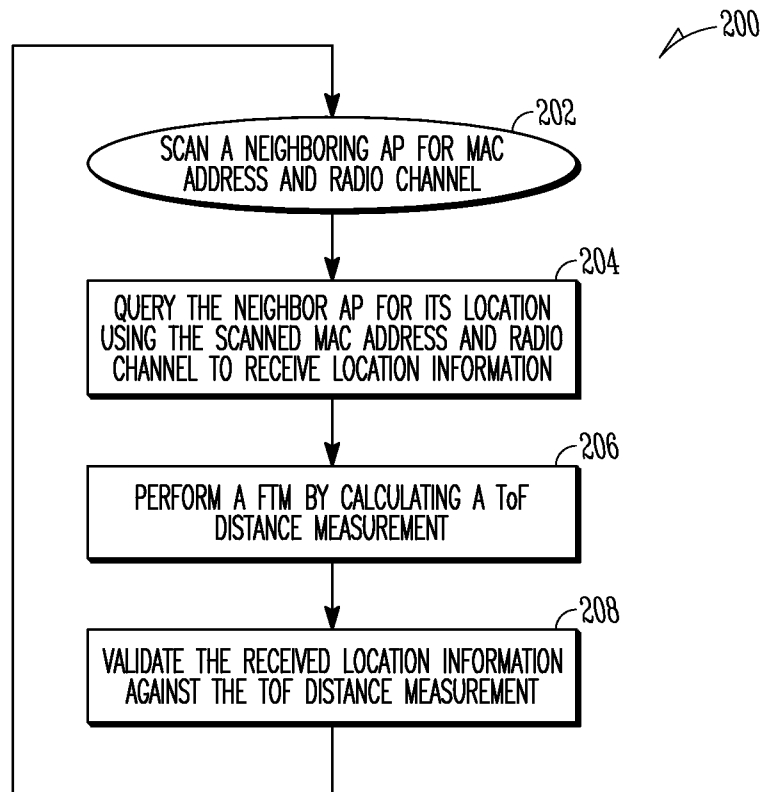 200
202
SCAN A NEIGHBORING AP FOR MAC
ADDRESS AND RADIO CHANNEL
204
QUERY THE NEIGHBOR AP FOR ITS LOCATION
USING THE SCANNED MAC ADDRESS AND RADIO
CHANNEL TO RECEIVE LOCATION INFORMATION
206
PERFORM A FTM BY CALCULATING A ToF
DISTANCE MEASUREMENT
208
VALIDATE THE RECEIVED LOCATION INFORMATION
AGAINST THE TOF DISTANCE MEASUREMENT